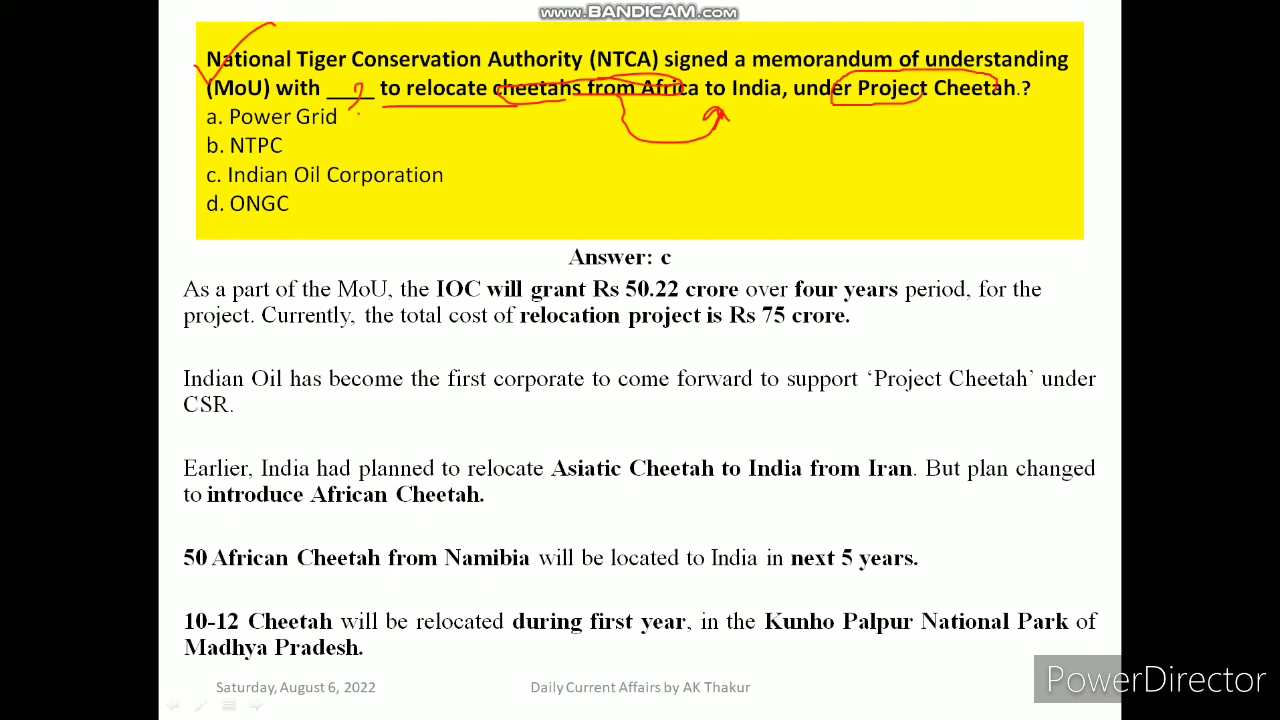 www.BANDICAM.com
National Tiger Conservation Authority (NTCA) signed a memorandum of understanding
(MoU) with ____ to relocate cheetahs from Africa to India, under Project Cheetah.?
a. Power Grid
b. NTPC
c. Indian Oil Corporation
d. ONGC
Answer: c
As a part of the MoU, the IOC will grant Rs 50.22 crore over four years period, for the
project. Currently, the total cost of relocation project is Rs 75 crore.
Indian Oil has become the first corporate to come forward to support ‘Project Cheetah’ under
CSR.
Earlier, India had planned to relocate Asiatic Cheetah to India from Iran. But plan changed
to introduce African Cheetah.
50 African Cheetah from Namibia will be located to India in next 5 years.
10-12 Cheetah will be relocated during first year, in the Kunho Palpur National Park of
Madhya Pradesh.
Saturday, August 6, 2022 Daily Current Affairs by AK Thakur
PowerDirector